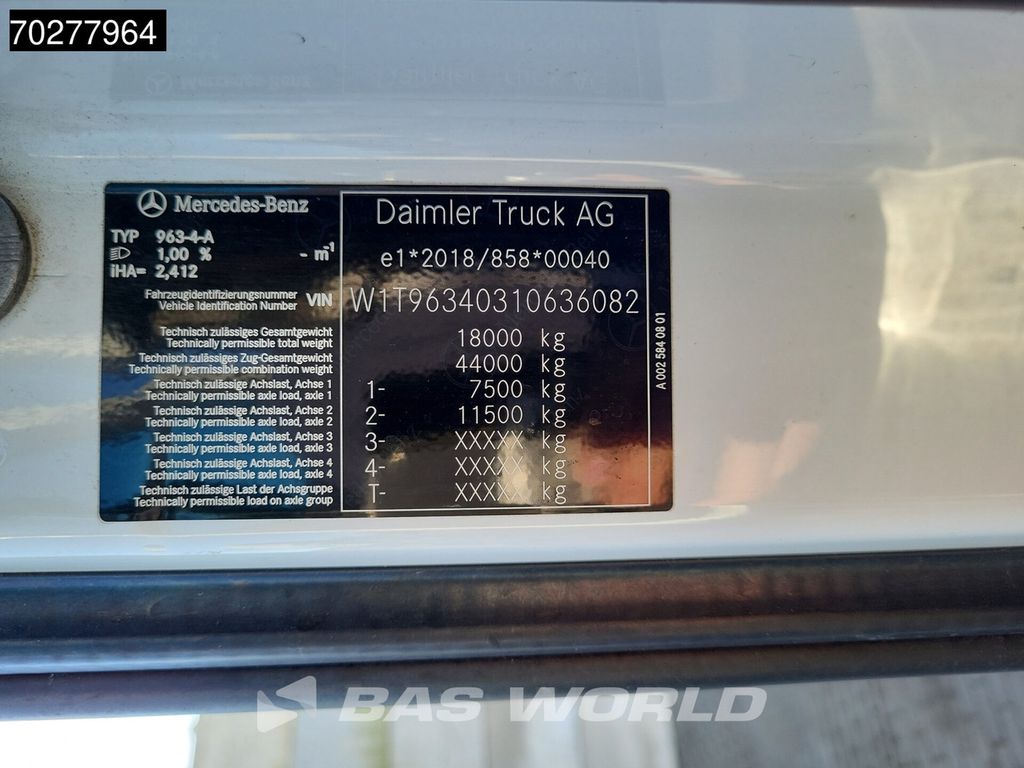 70277964
Mercedes-Benz
TYP 963-4-A
1,00 % - m-1
iHA= 2,412
Daimler Truck AG
e1*2018/858*00040
Fahrzeugidentifizierungsnummer
Vehicle Identification Number VIN W1T96340310636082
Technisch zulässiges Gesamtgewicht
Technically permissible total weight 18000 kg
Technisch zulässiges Zug-Gesamtgewicht
Technically permissible combination weight 44000 kg
Technisch zulässige Achslast, Achse 1
Technically permissible axle load, axle 1 1- 7500 kg
Technisch zulässige Achslast, Achse 2
Technically permissible axle load, axle 2 2- 11500 kg
Technisch zulässige Achslast, Achse 3
Technically permissible axle load, axle 3 3- XXXXX kg
Technisch zulässige Achslast, Achse 4
Technically permissible axle load, axle 4 4- XXXXX kg
Technisch zulässige Last der Achsgruppe
Technically permissible load on axle group T- XXXXX kg
A 002 584 08 01
BAS WORLD